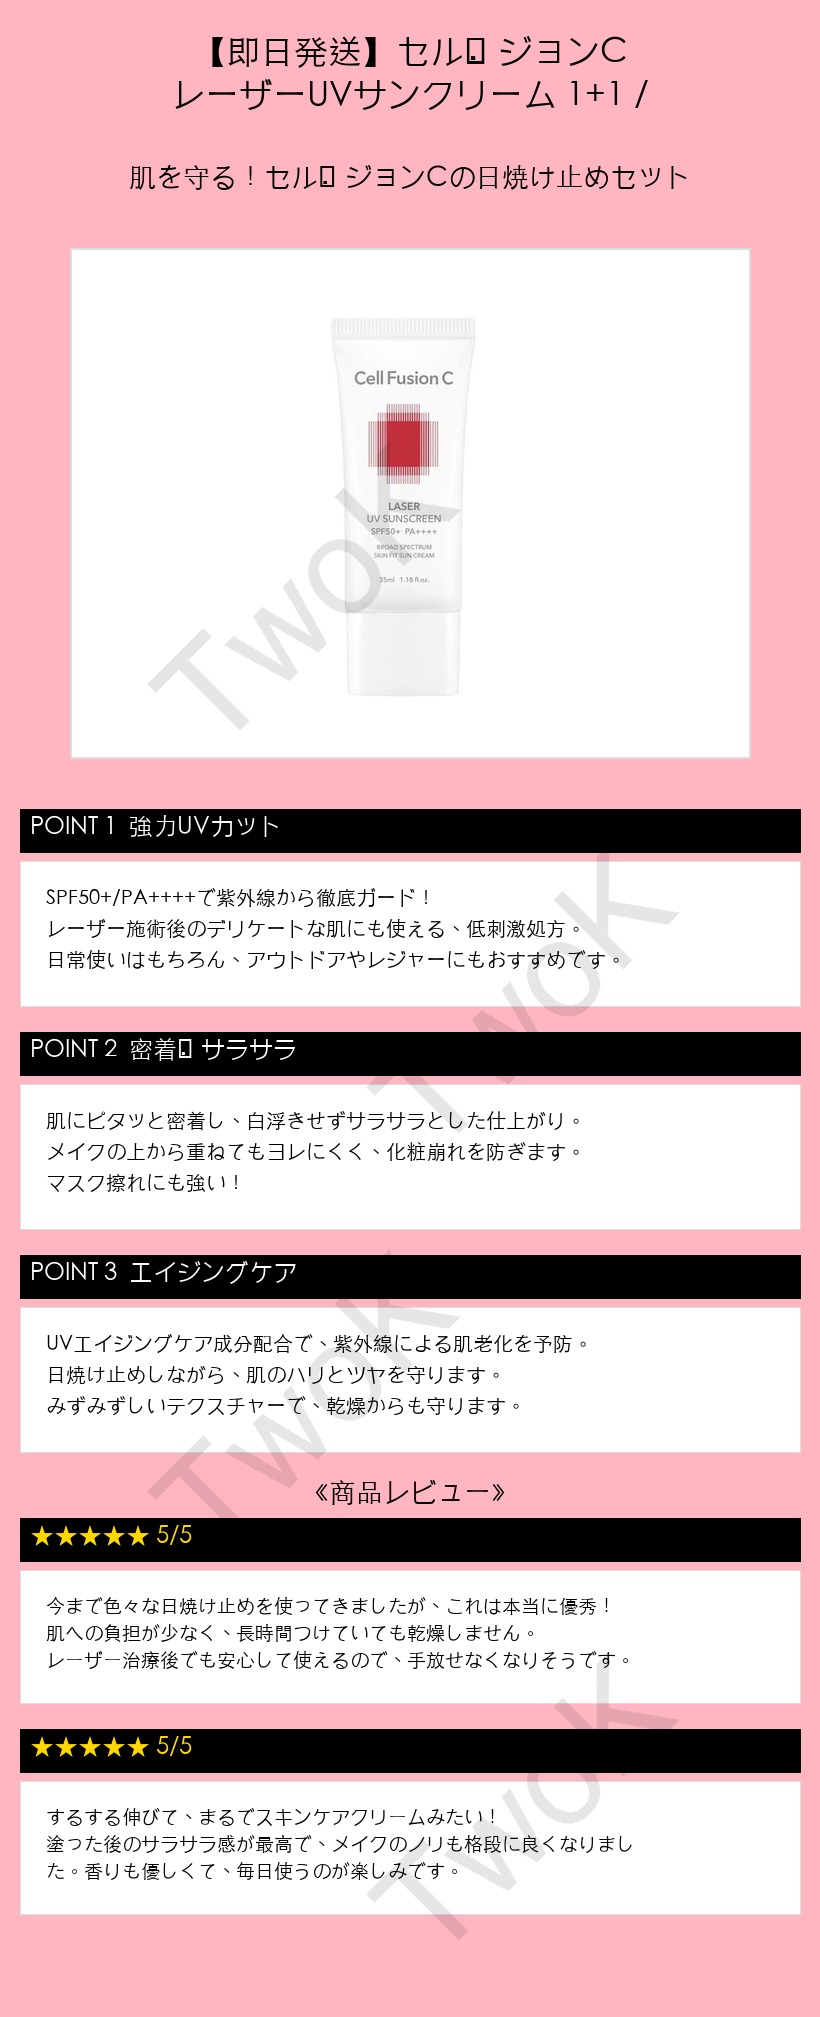 【即日発送】セル ジョンC
レーザーUVサンクリーム 1+1 /
肌を守る！セル ジョンCの日焼け止めセット
Cell Fusion C
LASER
UV SUNSCREEN
SPF50+ PA++++
BROAD SPECTRUM
SKIN FIT SUN CREAM
35ml 1.18 fl.oz.
TwoK
POINT 1 強力UVカット
SPF50+/PA++++で紫外線から徹底ガード！
レーザー施術後のデリケートな肌にも使える、低刺激処方。
日常使いはもちろん、アウトドアやレジャーにもおすすめです。
TwoK
POINT 2 密着 サラサラ
肌にピタッと密着し、白浮きせずサラサラとした仕上がり。
メイクの上から重ねてもヨレにくく、化粧崩れを防ぎます。
マスク擦れにも強い！
POINT 3 エイジングケア
UVエイジングケア成分配合で、紫外線による肌老化を予防。
日焼け止めしながら、肌のハリとツヤを守ります。
みずみずしいテクスチャーで、乾燥からも守ります。
TwoK
《商品レビュー》
★★★★★ 5/5
今まで色々な日焼け止めを使ってきましたが、これは本当に優秀！
肌への負担が少なく、長時間つけていても乾燥しません。
レーザー治療後でも安心して使えるので、手放せなくなりそうです。
★★★★★ 5/5
するする伸びて、まるでスキンケアクリームみたい！
塗った後のサラサラ感が最高で、メイクのノリも格段に良くなりまし
た。香りも優しくて、毎日使うのが楽しみです。
TwoK